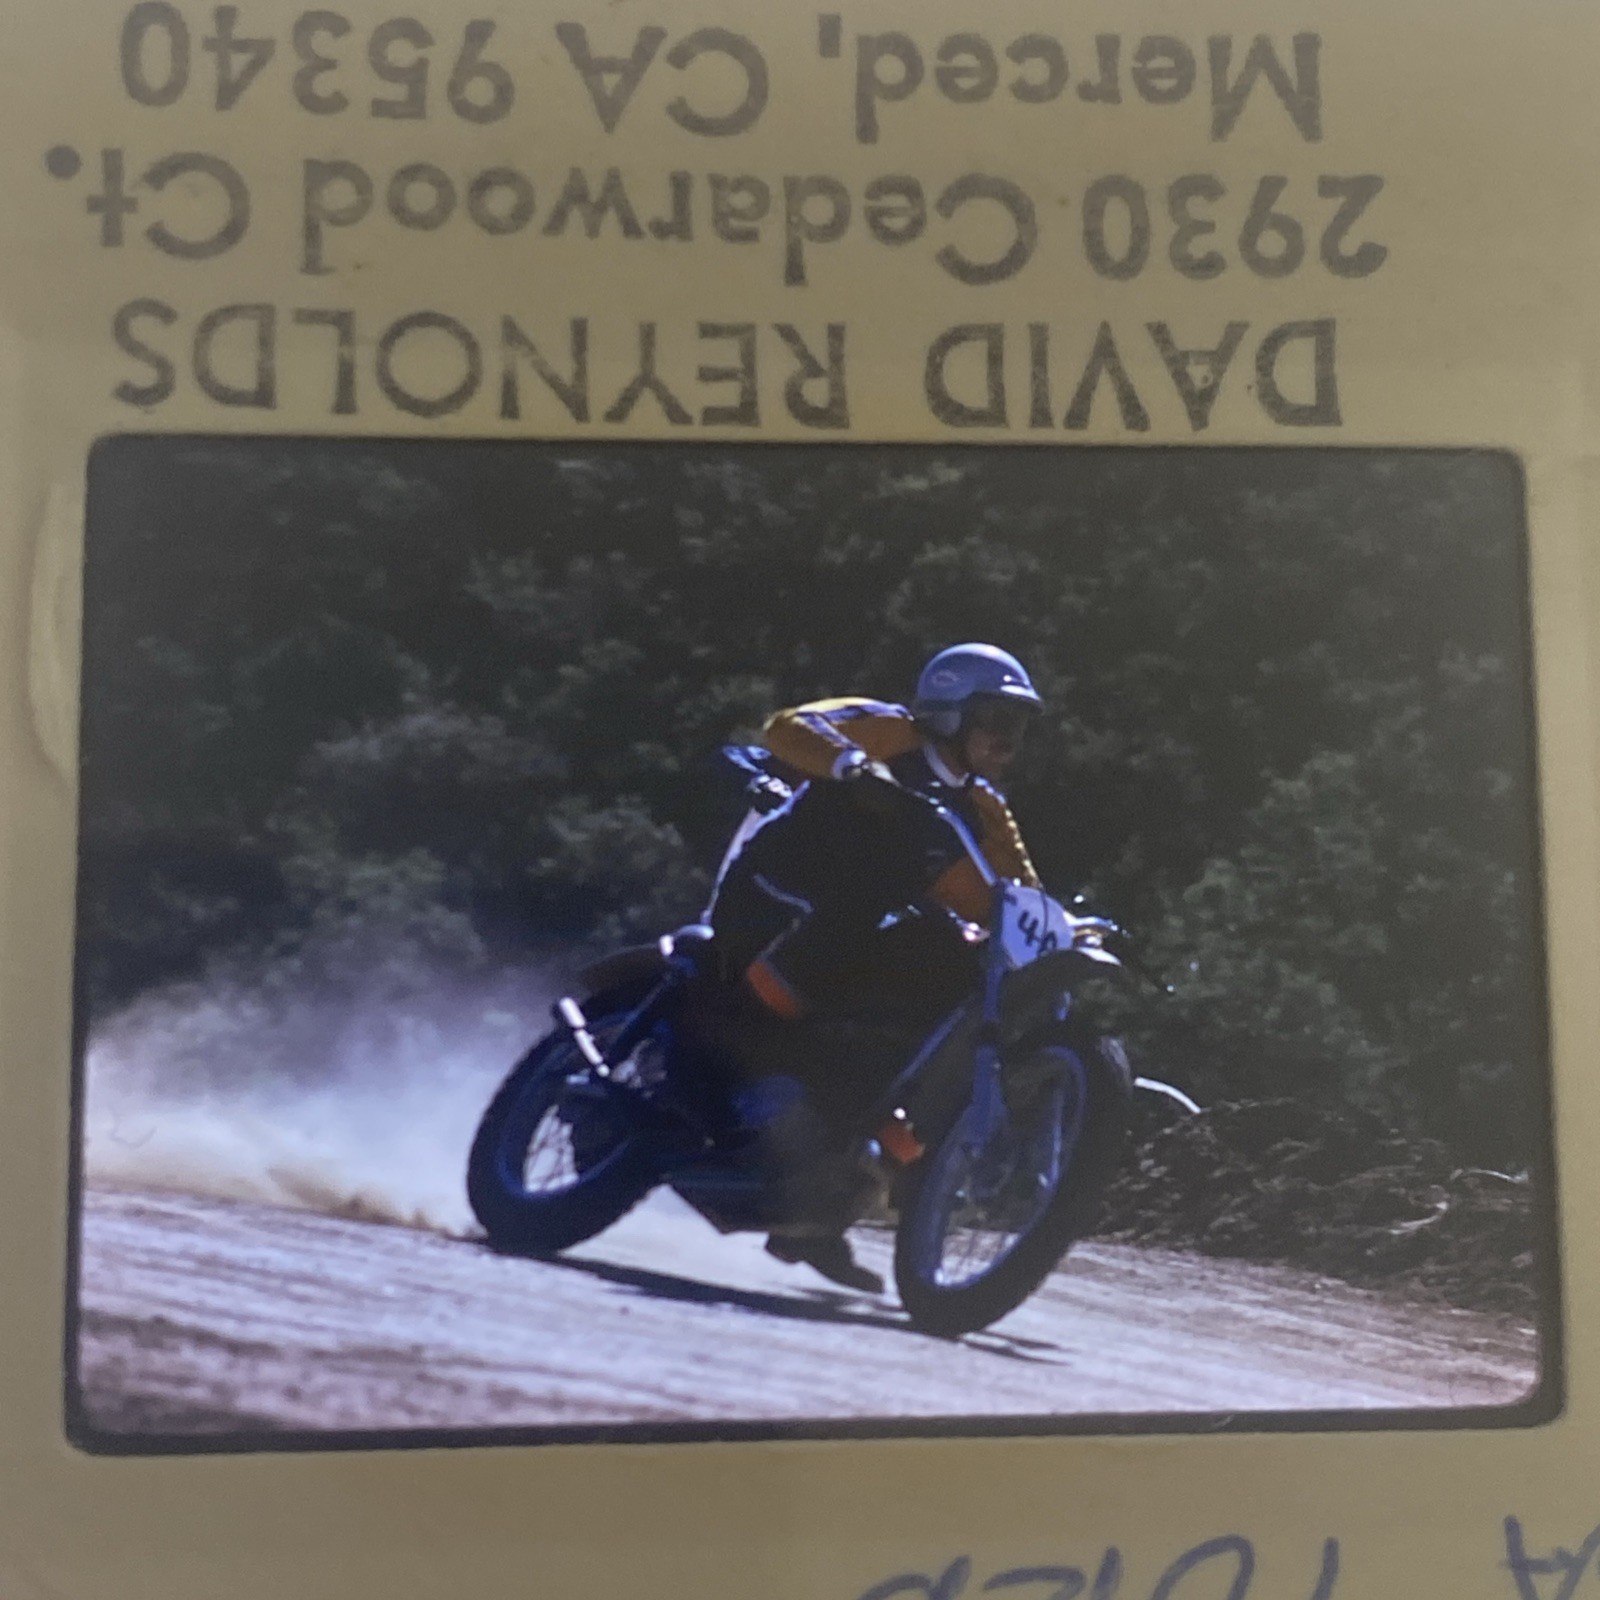 DAVID REYNOLDS
2930 Cedarwood Ct.
Merced, CA 95340